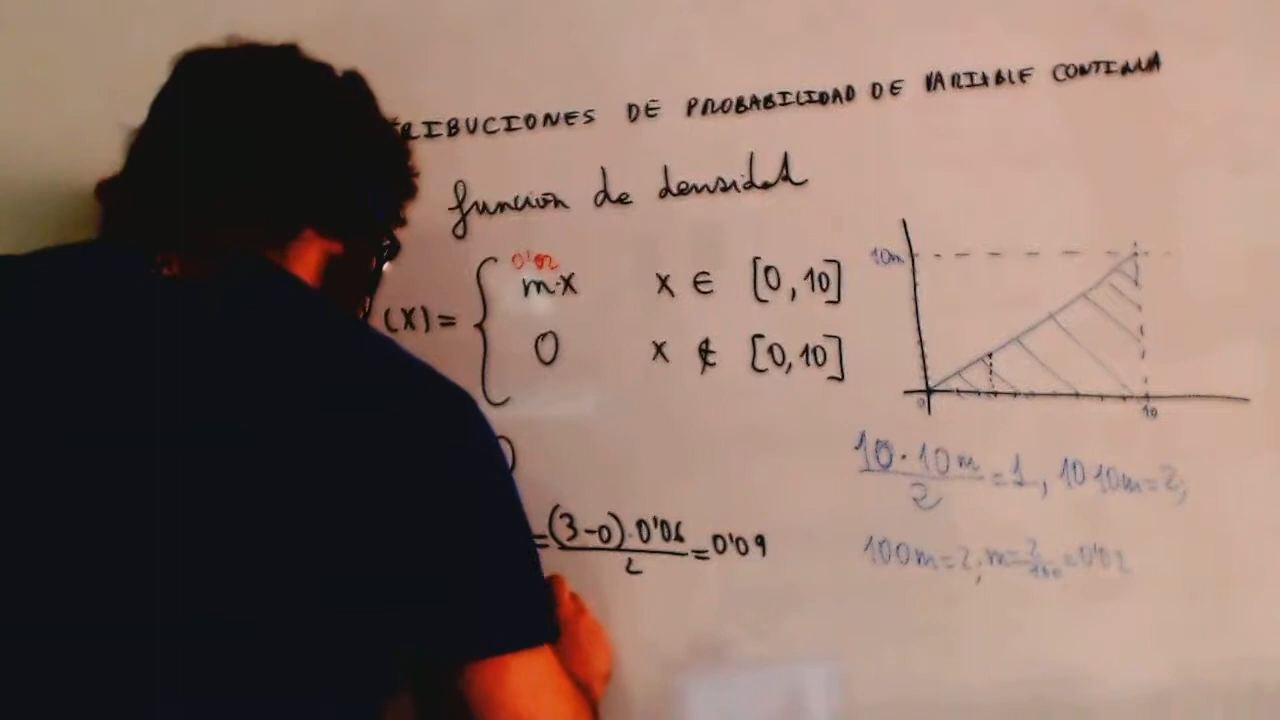 TRIBUCIONES DE PROBABILIDAD DE VARIABLE CONTINUA
función de densidad
0'02
(x) = { m·x x ∈ [0, 10]
0 x ∉ [0, 10]
10m
0 10
10·10m/2 = 1, 10 10m = 2;
100m = 2; m = 2/100 = 0'02
= (3-0)·0'06/2 = 0'09